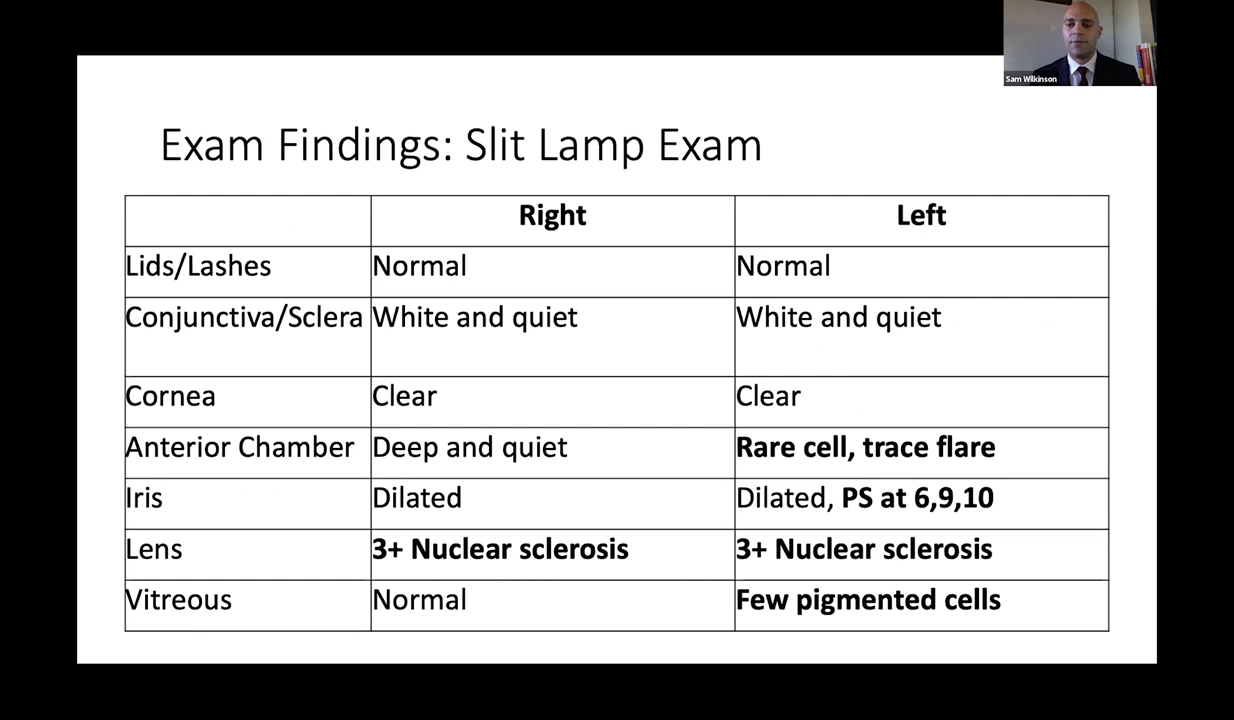 Sam Wilkinson
Exam Findings: Slit Lamp Exam
Right Left
Lids/Lashes Normal Normal
Conjunctiva/Sclera White and quiet White and quiet
Cornea Clear Clear
Anterior Chamber Deep and quiet Rare cell, trace flare
Iris Dilated Dilated, PS at 6,9,10
Lens 3+ Nuclear sclerosis 3+ Nuclear sclerosis
Vitreous Normal Few pigmented cells